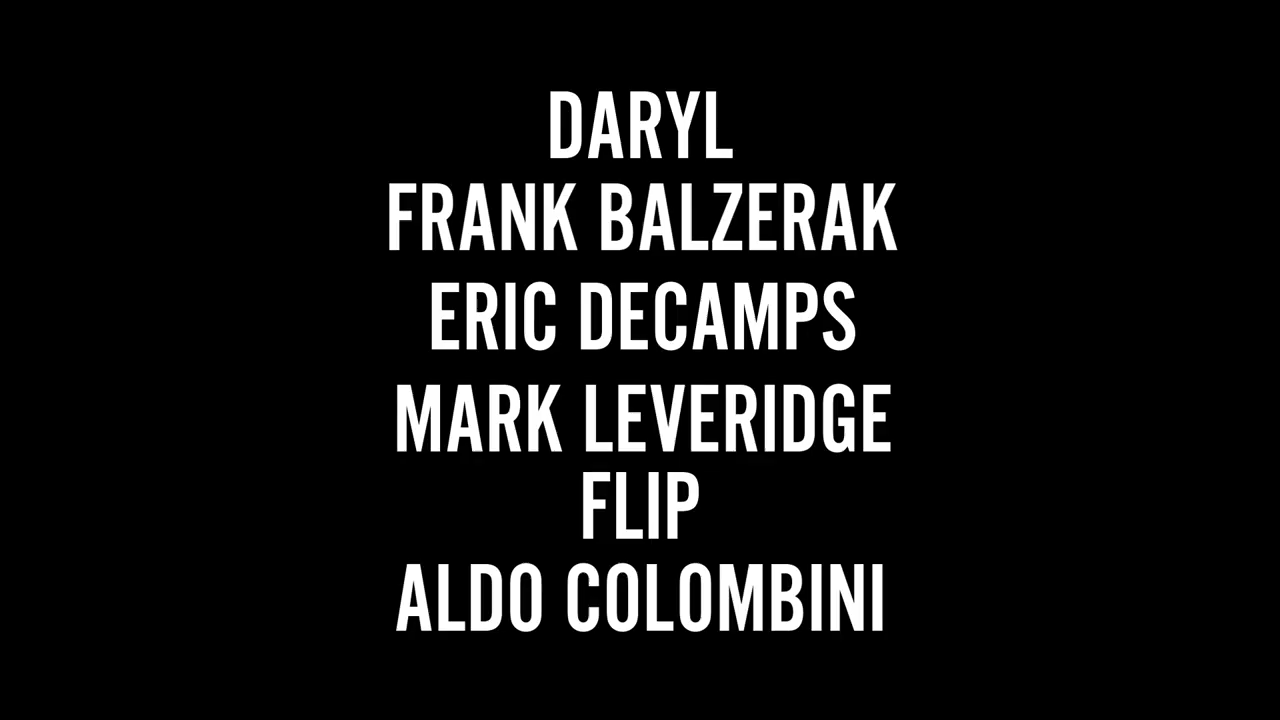 DARYL
FRANK BALZERAK
ERIC DECAMPS
MARK LEVERIDGE
FLIP
ALDO COLOMBINI